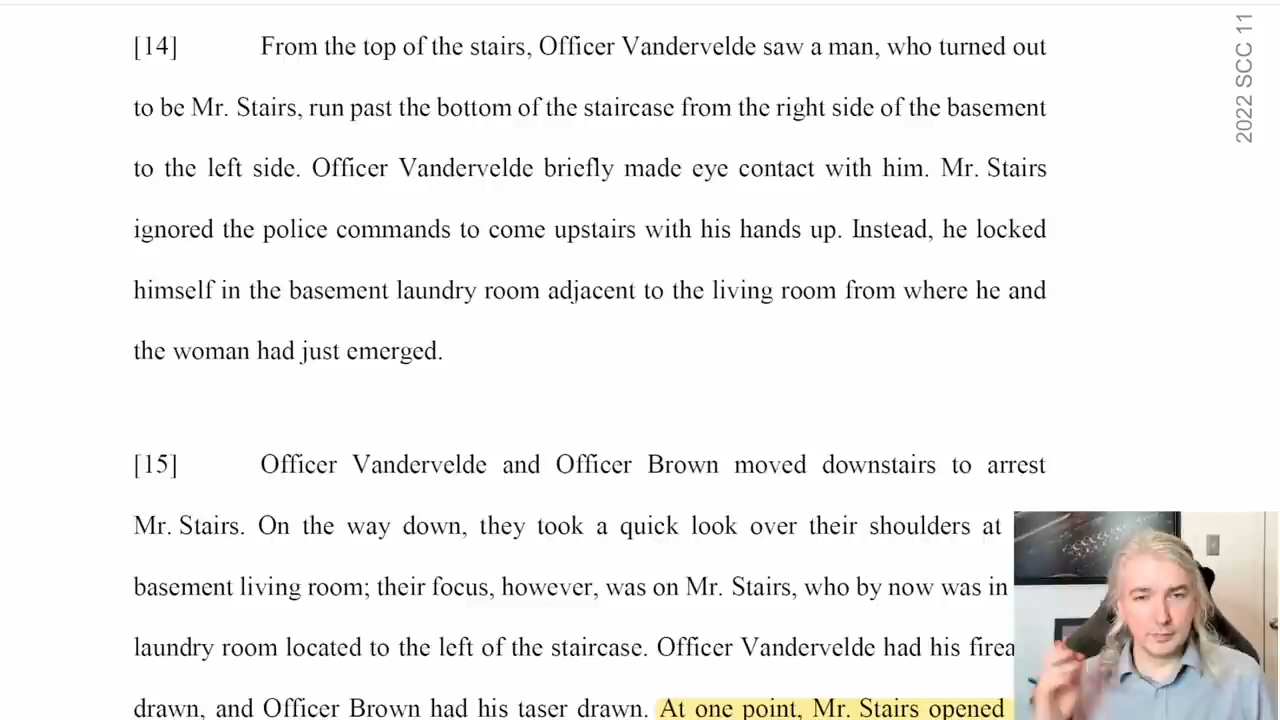 [14] From the top of the stairs, Officer Vandervelde saw a man, who turned out
to be Mr. Stairs, run past the bottom of the staircase from the right side of the basement
to the left side. Officer Vandervelde briefly made eye contact with him. Mr. Stairs
ignored the police commands to come upstairs with his hands up. Instead, he locked
himself in the basement laundry room adjacent to the living room from where he and
the woman had just emerged.
[15] Officer Vandervelde and Officer Brown moved downstairs to arrest
Mr. Stairs. On the way down, they took a quick look over their shoulders at
basement living room; their focus, however, was on Mr. Stairs, who by now was in
laundry room located to the left of the staircase. Officer Vandervelde had his
drawn, and Officer Brown had his taser drawn. At one point, Mr. Stairs opened
2022 SCC 11